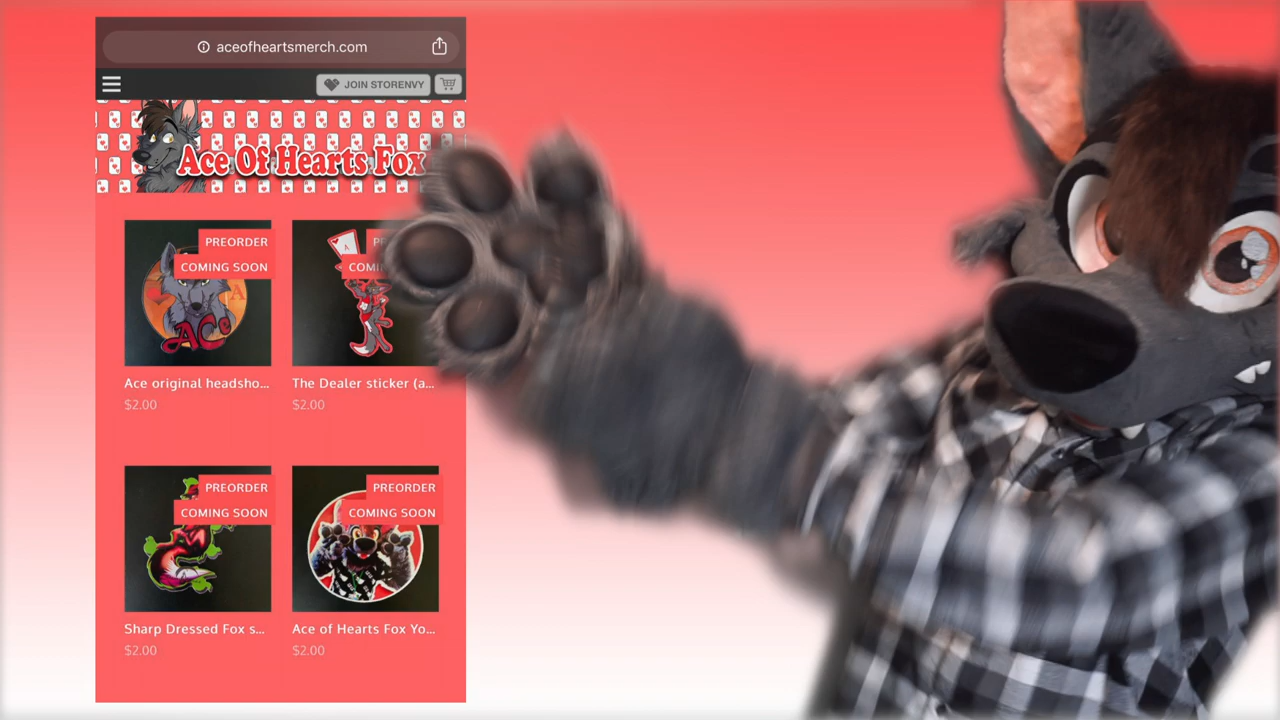 aceofheartsmerch.com
JOIN STORENVY
Ace Of Hearts Fox
PREORDER
COMING SOON
ACe
A
Ace original headsho...
$2.00
The Dealer sticker (a...
$2.00
PREORDER
COMING SOON
PREORDER
COMING SOON
Sharp Dressed Fox s...
$2.00
Ace of Hearts Fox Yo...
$2.00